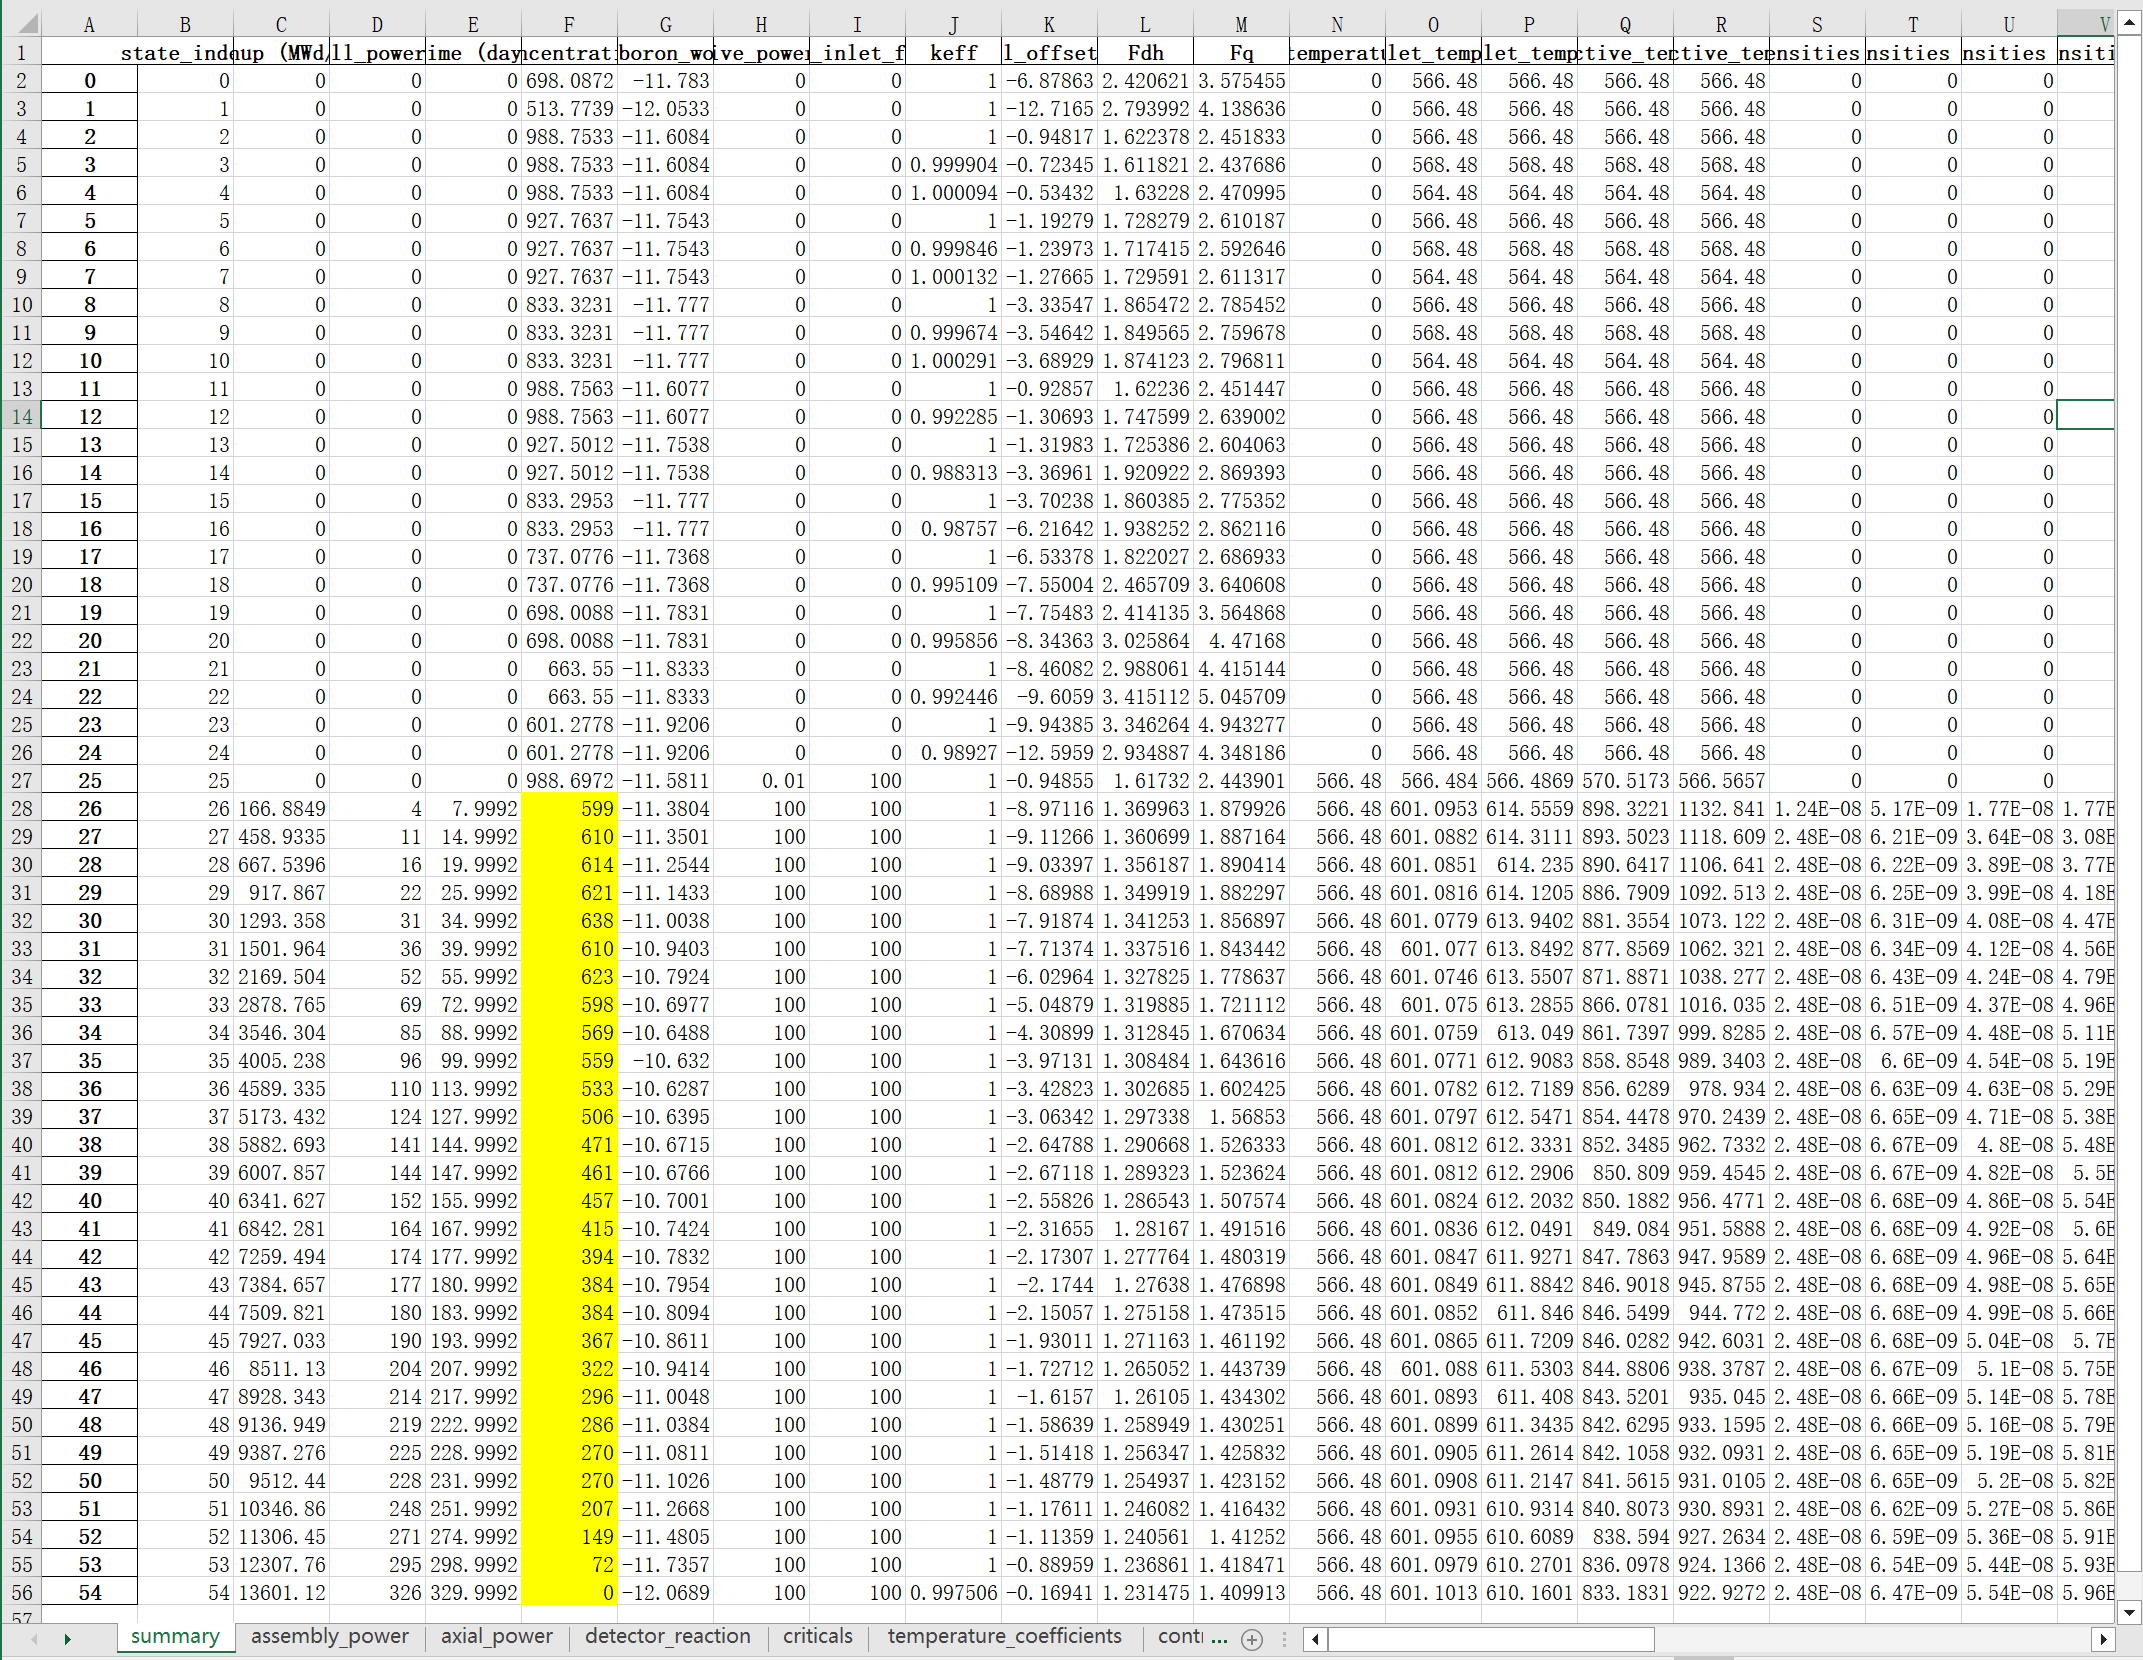 A B C D E F G H I J K L M N O P Q R S T U V
1 state_ind up (MWd/ ll_power ime (day ncentrati boron_wo ive_power _inlet_f keff l_offset Fdh Fq temperatu let_temp let_temp ctive_te ctive_te ensities nsities nsities nsiti
2 0 0 0 0 0 698.0872 -11.783 0 0 1 -6.87863 2.420621 3.575455 0 566.48 566.48 566.48 566.48 0 0 0
3 1 1 0 0 0 513.7739 -12.0533 0 0 1 -12.7165 2.793992 4.138636 0 566.48 566.48 566.48 566.48 0 0 0
4 2 2 0 0 0 988.7533 -11.6084 0 0 1 -0.94817 1.622378 2.451833 0 566.48 566.48 566.48 566.48 0 0 0
5 3 3 0 0 0 988.7533 -11.6084 0 0 0.999904 -0.72345 1.611821 2.437686 0 568.48 568.48 568.48 568.48 0 0 0
6 4 4 0 0 0 988.7533 -11.6084 0 0 1.000094 -0.53432 1.63228 2.470995 0 564.48 564.48 564.48 564.48 0 0 0
7 5 5 0 0 0 927.7637 -11.7543 0 0 1 -1.19279 1.728279 2.610187 0 566.48 566.48 566.48 566.48 0 0 0
8 6 6 0 0 0 927.7637 -11.7543 0 0 0.999846 -1.23973 1.717415 2.592646 0 568.48 568.48 568.48 568.48 0 0 0
9 7 7 0 0 0 927.7637 -11.7543 0 0 1.000132 -1.27665 1.729591 2.611317 0 564.48 564.48 564.48 564.48 0 0 0
10 8 8 0 0 0 833.3231 -11.777 0 0 1 -3.33547 1.865472 2.785452 0 566.48 566.48 566.48 566.48 0 0 0
11 9 9 0 0 0 833.3231 -11.777 0 0 0.999674 -3.54642 1.849565 2.759678 0 568.48 568.48 568.48 568.48 0 0 0
12 10 10 0 0 0 833.3231 -11.777 0 0 1.000291 -3.68929 1.874123 2.796811 0 564.48 564.48 564.48 564.48 0 0 0
13 11 11 0 0 0 988.7563 -11.6077 0 0 1 -0.92857 1.62236 2.451447 0 566.48 566.48 566.48 566.48 0 0 0
14 12 12 0 0 0 988.7563 -11.6077 0 0 0.992285 -1.30693 1.747599 2.639002 0 566.48 566.48 566.48 566.48 0 0 0
15 13 13 0 0 0 927.5012 -11.7538 0 0 1 -1.31983 1.725386 2.604063 0 566.48 566.48 566.48 566.48 0 0 0
16 14 14 0 0 0 927.5012 -11.7538 0 0 0.988313 -3.36961 1.920922 2.869393 0 566.48 566.48 566.48 566.48 0 0 0
17 15 15 0 0 0 833.2953 -11.777 0 0 1 -3.70238 1.860385 2.775352 0 566.48 566.48 566.48 566.48 0 0 0
18 16 16 0 0 0 833.2953 -11.777 0 0 0.98757 -6.21642 1.938252 2.862116 0 566.48 566.48 566.48 566.48 0 0 0
19 17 17 0 0 0 737.0776 -11.7368 0 0 1 -6.53378 1.822027 2.686933 0 566.48 566.48 566.48 566.48 0 0 0
20 18 18 0 0 0 737.0776 -11.7368 0 0 0.995109 -7.55004 2.465709 3.640608 0 566.48 566.48 566.48 566.48 0 0 0
21 19 19 0 0 0 698.0088 -11.7831 0 0 1 -7.75483 2.414135 3.564868 0 566.48 566.48 566.48 566.48 0 0 0
22 20 20 0 0 0 698.0088 -11.7831 0 0 0.995856 -8.34363 3.025864 4.47168 0 566.48 566.48 566.48 566.48 0 0 0
23 21 21 0 0 0 663.55 -11.8333 0 0 1 -8.46082 2.988061 4.415144 0 566.48 566.48 566.48 566.48 0 0 0
24 22 22 0 0 0 663.55 -11.8333 0 0 0.992446 -9.6059 3.415112 5.045709 0 566.48 566.48 566.48 566.48 0 0 0
25 23 23 0 0 0 601.2778 -11.9206 0 0 1 -9.94385 3.346264 4.943277 0 566.48 566.48 566.48 566.48 0 0 0
26 24 24 0 0 0 601.2778 -11.9206 0 0 0.98927 -12.5959 2.934887 4.348186 0 566.48 566.48 566.48 566.48 0 0 0
27 25 25 0 0 0 988.6972 -11.5811 0.01 100 1 -0.94855 1.61732 2.443901 566.48 566.484 566.4869 570.5173 566.5657 0 0 0
28 26 26 166.8849 4 7.9992 599 -11.3804 100 100 1 -8.97116 1.369963 1.879926 566.48 601.0953 614.5559 898.3221 1132.841 1.24E-08 5.17E-09 1.77E-08 1.77E
29 27 27 458.9335 11 14.9992 610 -11.3501 100 100 1 -9.11266 1.360699 1.887164 566.48 601.0882 614.3111 893.5023 1118.609 2.48E-08 6.21E-09 3.64E-08 3.08E
30 28 28 667.5396 16 19.9992 614 -11.2544 100 100 1 -9.03397 1.356187 1.890414 566.48 601.0851 614.235 890.6417 1106.641 2.48E-08 6.22E-09 3.89E-08 3.77E
31 29 29 917.867 22 25.9992 621 -11.1433 100 100 1 -8.68988 1.349919 1.882297 566.48 601.0816 614.1205 886.7909 1092.513 2.48E-08 6.25E-09 3.99E-08 4.18E
32 30 30 1293.358 31 34.9992 638 -11.0038 100 100 1 -7.91874 1.341253 1.856897 566.48 601.0779 613.9402 881.3554 1073.122 2.48E-08 6.31E-09 4.08E-08 4.47E
33 31 31 1501.964 36 39.9992 610 -10.9403 100 100 1 -7.71374 1.337516 1.843442 566.48 601.077 613.8492 877.8569 1062.321 2.48E-08 6.34E-09 4.12E-08 4.56E
34 32 32 2169.504 52 55.9992 623 -10.7924 100 100 1 -6.02964 1.327825 1.778637 566.48 601.0746 613.5507 871.8871 1038.277 2.48E-08 6.43E-09 4.24E-08 4.79E
35 33 33 2878.765 69 72.9992 598 -10.6977 100 100 1 -5.04879 1.319885 1.721112 566.48 601.075 613.2855 866.0781 1016.035 2.48E-08 6.51E-09 4.37E-08 4.96E
36 34 34 3546.304 85 88.9992 569 -10.6488 100 100 1 -4.30899 1.312845 1.670634 566.48 601.0759 613.049 861.7397 999.8285 2.48E-08 6.57E-09 4.48E-08 5.11E
37 35 35 4005.238 96 99.9992 559 -10.632 100 100 1 -3.97131 1.308484 1.643616 566.48 601.0771 612.9083 858.8548 989.3403 2.48E-08 6.6E-09 4.54E-08 5.19E
38 36 36 4589.335 110 113.9992 533 -10.6287 100 100 1 -3.42823 1.302685 1.602425 566.48 601.0782 612.7189 856.6289 978.934 2.48E-08 6.63E-09 4.63E-08 5.29E
39 37 37 5173.432 124 127.9992 506 -10.6395 100 100 1 -3.06342 1.297338 1.56853 566.48 601.0797 612.5471 854.4478 970.2439 2.48E-08 6.65E-09 4.71E-08 5.38E
40 38 38 5882.693 141 144.9992 471 -10.6715 100 100 1 -2.64788 1.290668 1.526333 566.48 601.0812 612.3331 852.3485 962.7332 2.48E-08 6.67E-09 4.8E-08 5.48E
41 39 39 6007.857 144 147.9992 461 -10.6766 100 100 1 -2.67118 1.289323 1.523624 566.48 601.0812 612.2906 850.809 959.4545 2.48E-08 6.67E-09 4.82E-08 5.5E
42 40 40 6341.627 152 155.9992 457 -10.7001 100 100 1 -2.55826 1.286543 1.507574 566.48 601.0824 612.2032 850.1882 956.4771 2.48E-08 6.68E-09 4.86E-08 5.54E
43 41 41 6842.281 164 167.9992 415 -10.7424 100 100 1 -2.31655 1.28167 1.491516 566.48 601.0836 612.0491 849.084 951.5888 2.48E-08 6.68E-09 4.92E-08 5.6E
44 42 42 7259.494 174 177.9992 394 -10.7832 100 100 1 -2.17307 1.277764 1.480319 566.48 601.0847 611.9271 847.7863 947.9589 2.48E-08 6.68E-09 4.96E-08 5.64E
45 43 43 7384.657 177 180.9992 384 -10.7954 100 100 1 -2.1744 1.27638 1.476898 566.48 601.0849 611.8842 846.9018 945.8755 2.48E-08 6.68E-09 4.98E-08 5.65E
46 44 44 7509.821 180 183.9992 384 -10.8094 100 100 1 -2.15057 1.275158 1.473515 566.48 601.0852 611.846 846.5499 944.772 2.48E-08 6.68E-09 4.99E-08 5.66E
47 45 45 7927.033 190 193.9992 367 -10.8611 100 100 1 -1.93011 1.271163 1.461192 566.48 601.0865 611.7209 846.0282 942.6031 2.48E-08 6.68E-09 5.04E-08 5.7E
48 46 46 8511.13 204 207.9992 322 -10.9414 100 100 1 -1.72712 1.265052 1.443739 566.48 601.088 611.5303 844.8806 938.3787 2.48E-08 6.67E-09 5.1E-08 5.75E
49 47 47 8928.343 214 217.9992 296 -11.0048 100 100 1 -1.6157 1.26105 1.434302 566.48 601.0893 611.408 843.5201 935.045 2.48E-08 6.66E-09 5.14E-08 5.78E
50 48 48 9136.949 219 222.9992 286 -11.0384 100 100 1 -1.58639 1.258949 1.430251 566.48 601.0899 611.3435 842.6295 933.1595 2.48E-08 6.66E-09 5.16E-08 5.79E
51 49 49 9387.276 225 228.9992 270 -11.0811 100 100 1 -1.51418 1.256347 1.425832 566.48 601.0905 611.2614 842.1058 932.0931 2.48E-08 6.65E-09 5.19E-08 5.81E
52 50 50 9512.44 228 231.9992 270 -11.1026 100 100 1 -1.48779 1.254937 1.423152 566.48 601.0908 611.2147 841.5615 931.0105 2.48E-08 6.65E-09 5.2E-08 5.82E
53 51 51 10346.86 248 251.9992 207 -11.2668 100 100 1 -1.17611 1.246082 1.416432 566.48 601.0931 610.9314 840.8073 930.8931 2.48E-08 6.62E-09 5.27E-08 5.86E
54 52 52 11306.45 271 274.9992 149 -11.4805 100 100 1 -1.11359 1.240561 1.41252 566.48 601.0955 610.6089 838.594 927.2634 2.48E-08 6.59E-09 5.36E-08 5.91E
55 53 53 12307.76 295 298.9992 72 -11.7357 100 100 1 -0.88959 1.236861 1.418471 566.48 601.0979 610.2701 836.0978 924.1366 2.48E-08 6.54E-09 5.44E-08 5.93E
56 54 54 13601.12 326 329.9992 0 -12.0689 100 100 0.997506 -0.16941 1.231475 1.409913 566.48 601.1013 610.1601 833.1831 922.9272 2.48E-08 6.47E-09 5.54E-08 5.96E
57
summary assembly_power axial_power detector_reaction criticals temperature_coefficients cont ...